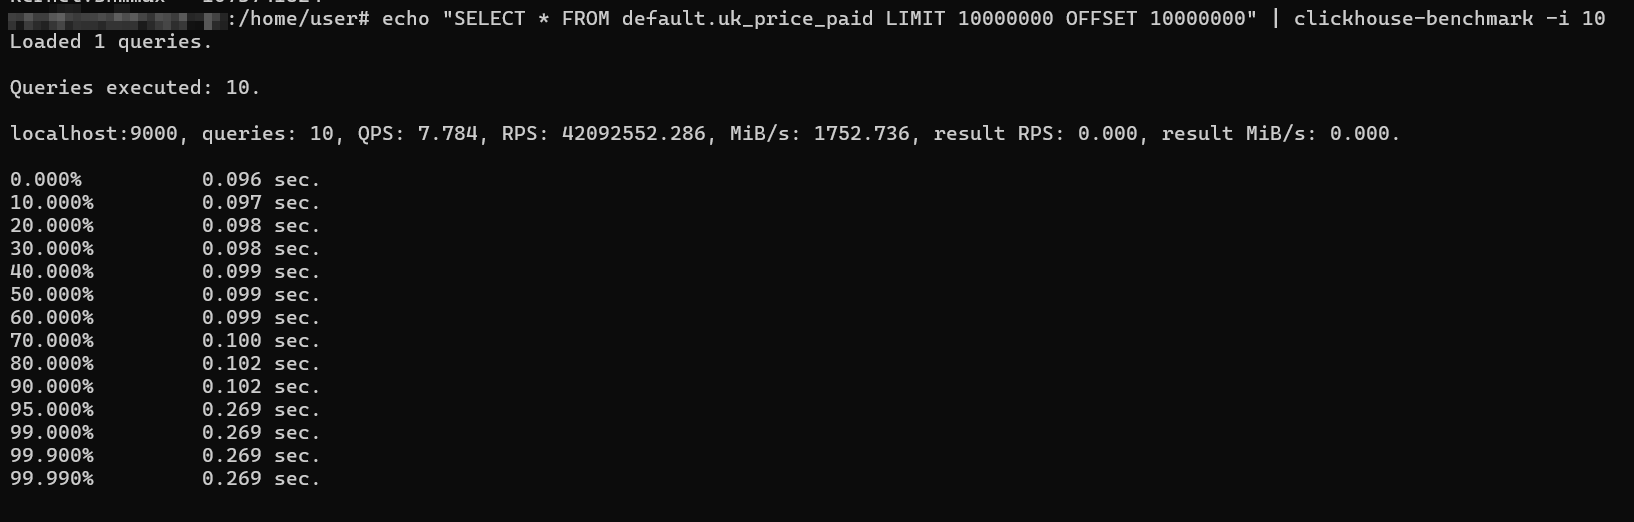 :/home/user# echo "SELECT * FROM default.uk_price_paid LIMIT 10000000 OFFSET 10000000" | clickhouse-benchmark -i 10
Loaded 1 queries.
Queries executed: 10.
localhost:9000, queries: 10, QPS: 7.784, RPS: 42092552.286, MiB/s: 1752.736, result RPS: 0.000, result MiB/s: 0.000.
0.000% 0.096 sec.
10.000% 0.097 sec.
20.000% 0.098 sec.
30.000% 0.098 sec.
40.000% 0.099 sec.
50.000% 0.099 sec.
60.000% 0.099 sec.
70.000% 0.100 sec.
80.000% 0.102 sec.
90.000% 0.102 sec.
95.000% 0.269 sec.
99.000% 0.269 sec.
99.900% 0.269 sec.
99.990% 0.269 sec.